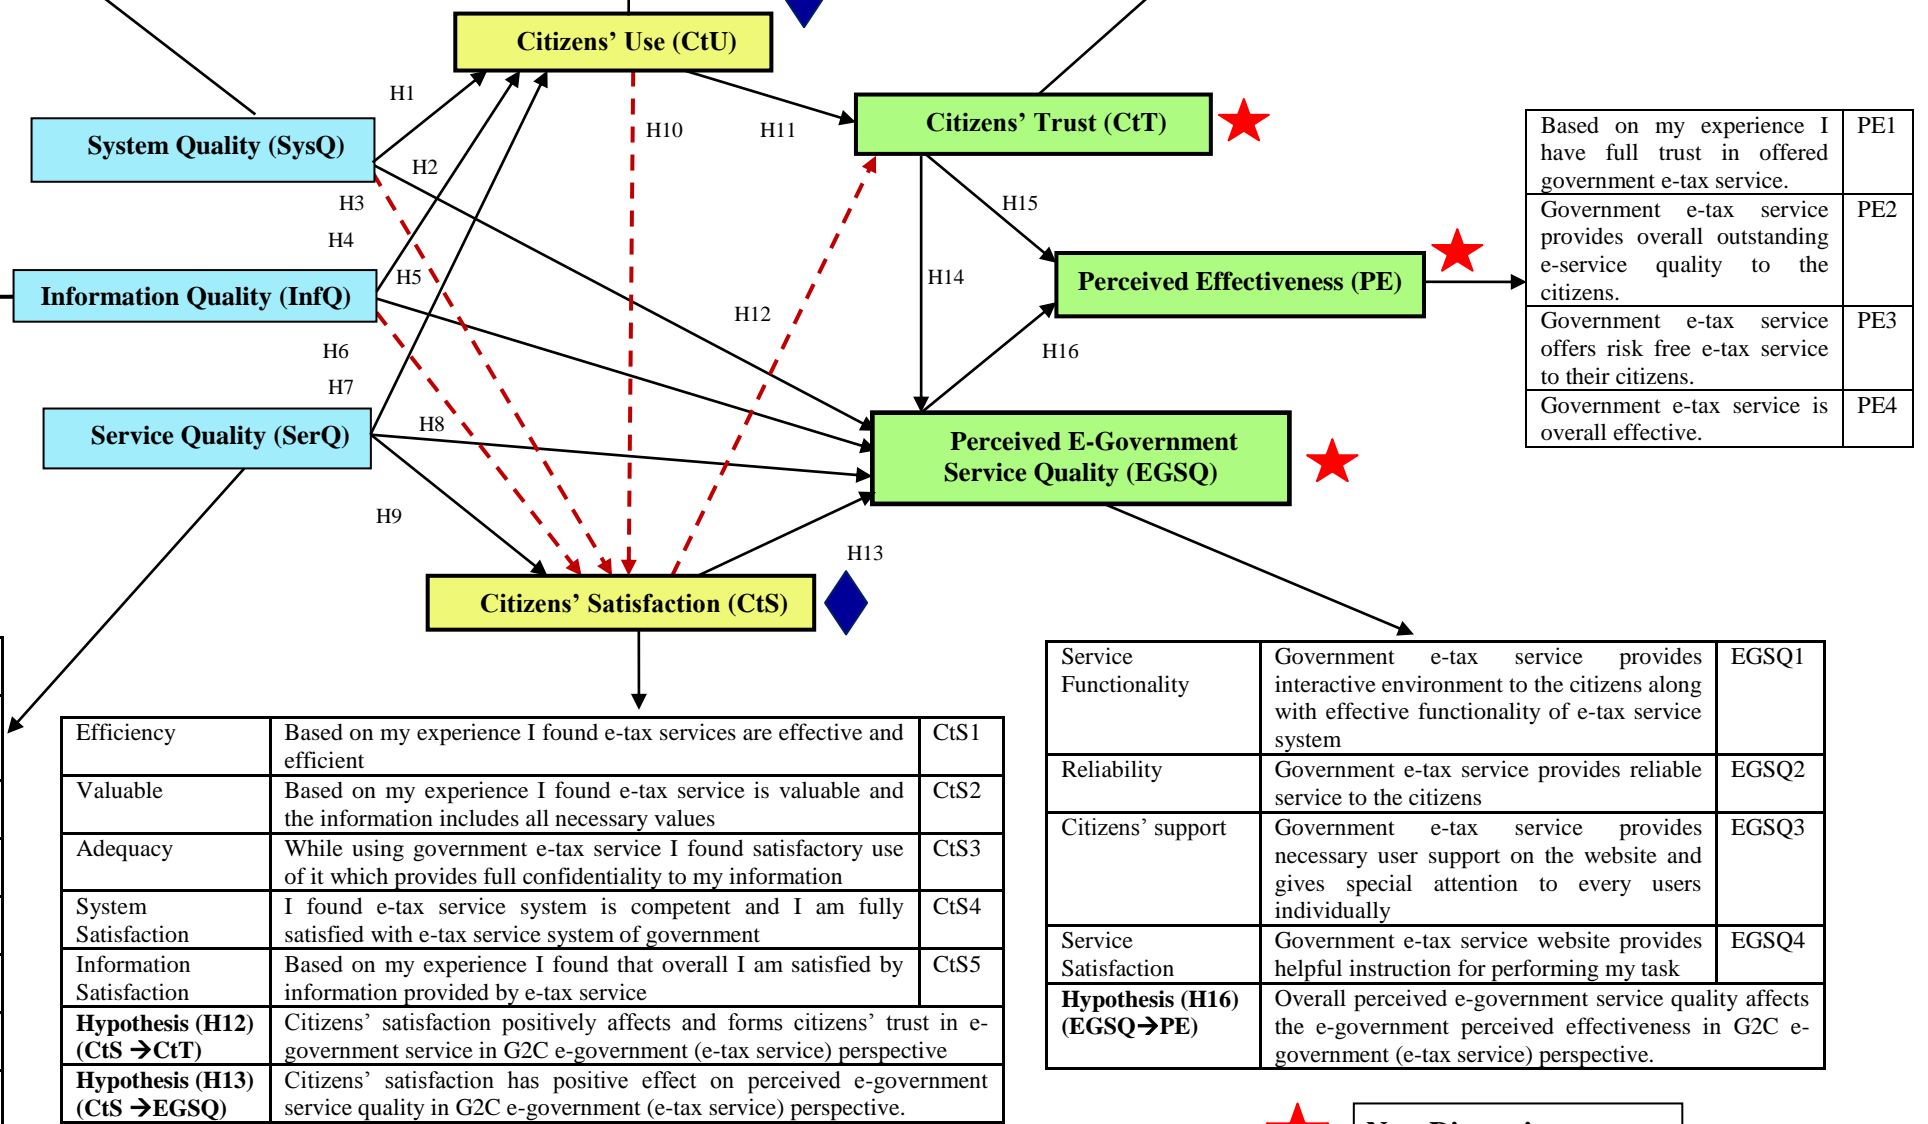 Citizens’ Use (CtU)
H1
System Quality (SysQ)
H2
H3
H4
H5
H10
H11
Citizens’ Trust (CtT)
H15
H14
H12
H16
Information Quality (InfQ)
Perceived Effectiveness (PE)
H6
H7
H8
Service Quality (SerQ)
Perceived E-Government
Service Quality (EGSQ)
H9
H13
Citizens’ Satisfaction (CtS)
Based on my experience I PE1
have full trust in offered
government e-tax service.
Government e-tax service PE2
provides overall outstanding
e-service quality to the
citizens.
Government e-tax service PE3
offers risk free e-tax service
to their citizens.
Government e-tax service is PE4
overall effective.
Efficiency Based on my experience I found e-tax services are effective and CtS1
efficient
Valuable Based on my experience I found e-tax service is valuable and CtS2
the information includes all necessary values
Adequacy While using government e-tax service I found satisfactory use CtS3
of it which provides full confidentiality to my information
System I found e-tax service system is competent and I am fully CtS4
Satisfaction satisfied with e-tax service system of government
Information Based on my experience I found that overall I am satisfied by CtS5
Satisfaction information provided by e-tax service
Hypothesis (H12) Citizens’ satisfaction positively affects and forms citizens’ trust in e-
(CtS →CtT) government service in G2C e-government (e-tax service) perspective
Hypothesis (H13) Citizens’ satisfaction has positive effect on perceived e-government
(CtS →EGSQ) service quality in G2C e-government (e-tax service) perspective.
Service Government e-tax service provides EGSQ1
Functionality interactive environment to the citizens along
with effective functionality of e-tax service
system
Reliability Government e-tax service provides reliable EGSQ2
service to the citizens
Citizens’ support Government e-tax service provides EGSQ3
necessary user support on the website and
gives special attention to every users
individually
Service Government e-tax service website provides EGSQ4
Satisfaction helpful instruction for performing my task
Hypothesis (H16) Overall perceived e-government service quality affects
(EGSQ→PE) the e-government perceived effectiveness in G2C e-
government (e-tax service) perspective.